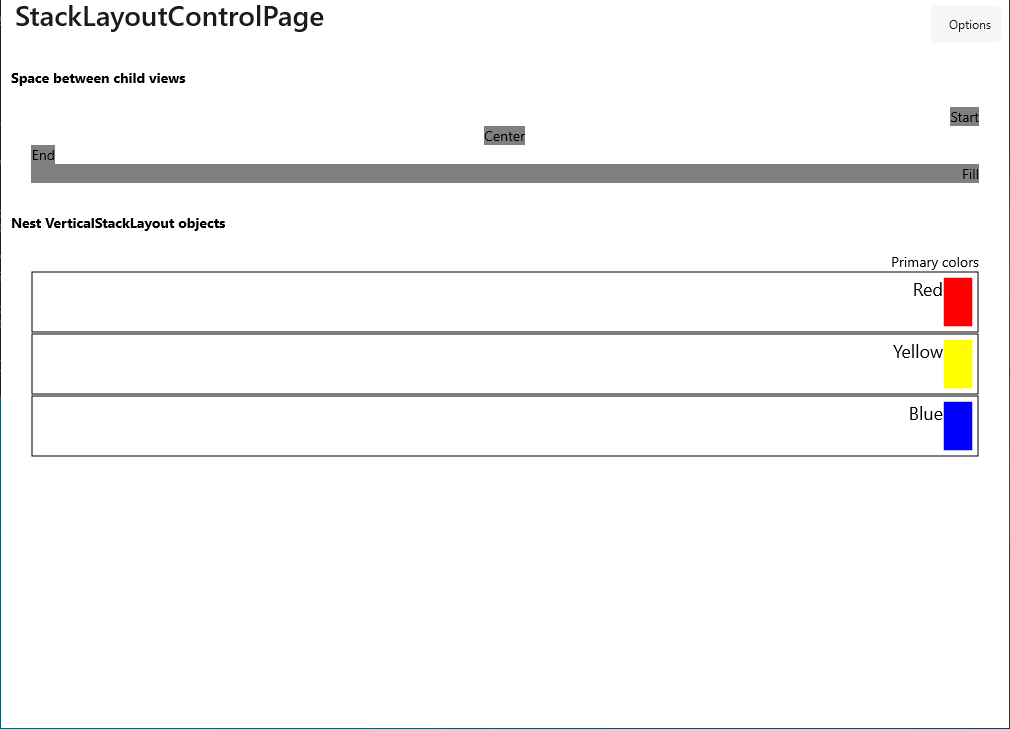 StackLayoutControlPage
Options
Space between child views
Start
Center
End
Fill
Nest VerticalStackLayout objects
Primary colors
Red
Yellow
Blue